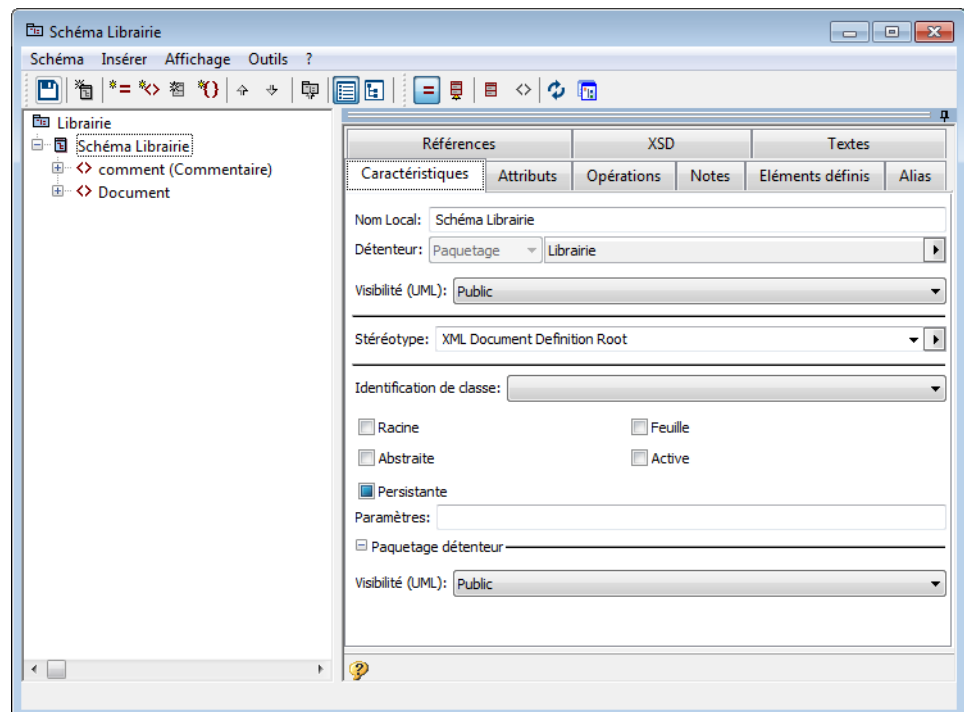 Schéma Librairie
Schéma Insérer Affichage Outils ?
Librairie
Schéma Librairie
comment (Commentaire)
Document
Références XSD Textes
Caractéristiques Attributs Opérations Notes Eléments définis Alias
Nom Local: Schéma Librairie
Détenteur: Paquetage Librairie
Visibilité (UML): Public
Stéréotype: XML Document Definition Root
Identification de classe:
Racine Feuille
Abstraite Active
Persistante
Paramètres:
Paquetage détenteur
Visibilité (UML): Public